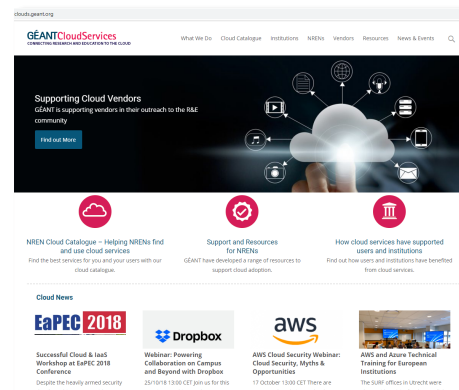 clouds.geant.org
GÉANTCloudServices
CONNECTING RESEARCH AND EDUCATION TO THE CLOUD
What We Do Cloud Catalogue Institutions NRENs Vendors Resources News & Events
Supporting Cloud Vendors
GÉANT is supporting vendors in their outreach to the R&E
community
Find out More
NREN Cloud Catalogue – Helping NRENs find
and use cloud services
Find the best services for you and your users with our
cloud catalogue.
Support and Resources
for NRENs
GÉANT have developed a range of resources to
support cloud adoption.
How cloud services have supported
users and institutions
Find out how users and institutions have benefited
from cloud services.
Cloud News
EaPEC 2018
Successful Cloud & IaaS
Workshop at EaPEC 2018
Conference
Despite the heavily armed security
Dropbox
Webinar: Powering
Collaboration on Campus
and Beyond with Dropbox
25/10/18 13:00 CET Join us for this
aws
AWS Cloud Security Webinar:
Cloud Security, Myths &
Opportunities
17 October 13:00 CET There are
AWS and Azure Technical
Training for European
Institutions
The SURF offices in Utrecht were